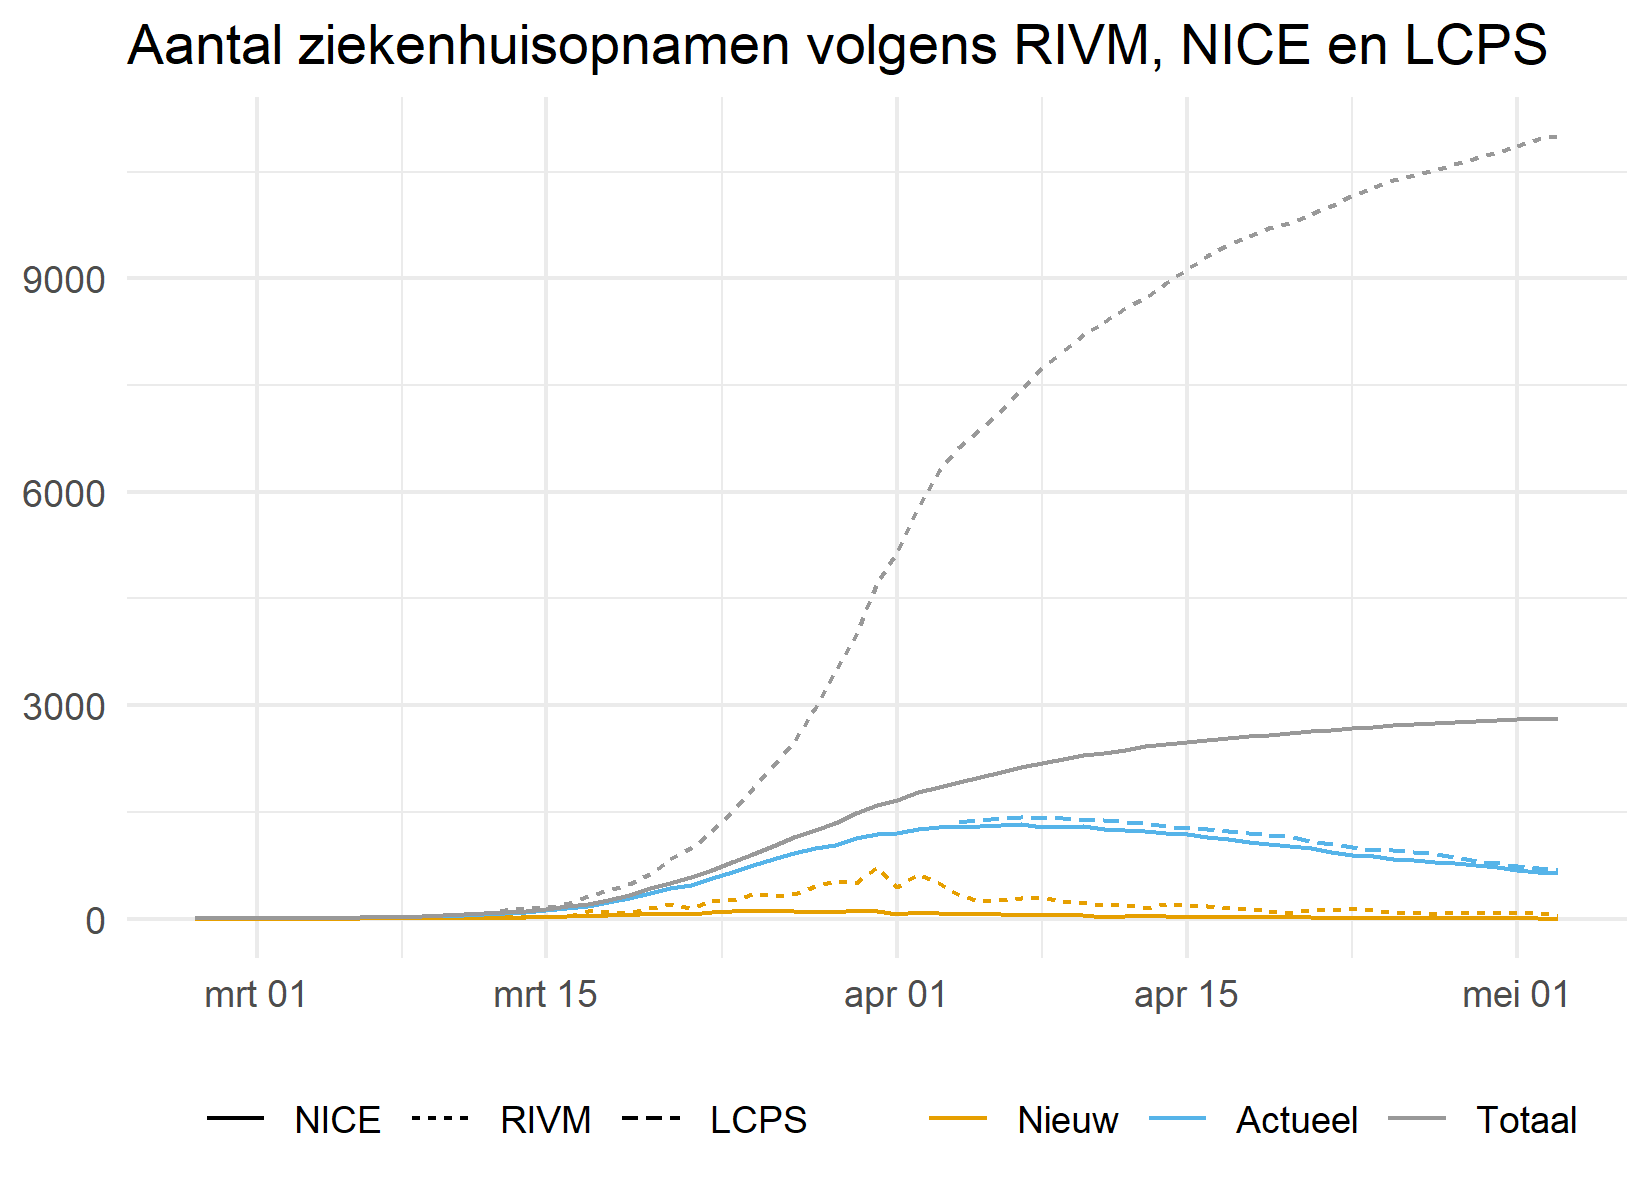 Aantal ziekenhuisopnamen volgens RIVM, NICE en LCPS
9000
6000
3000
0
mrt 01 mrt 15 apr 01 apr 15 mei 01
NICE RIVM LCPS Nieuw Actueel Totaal